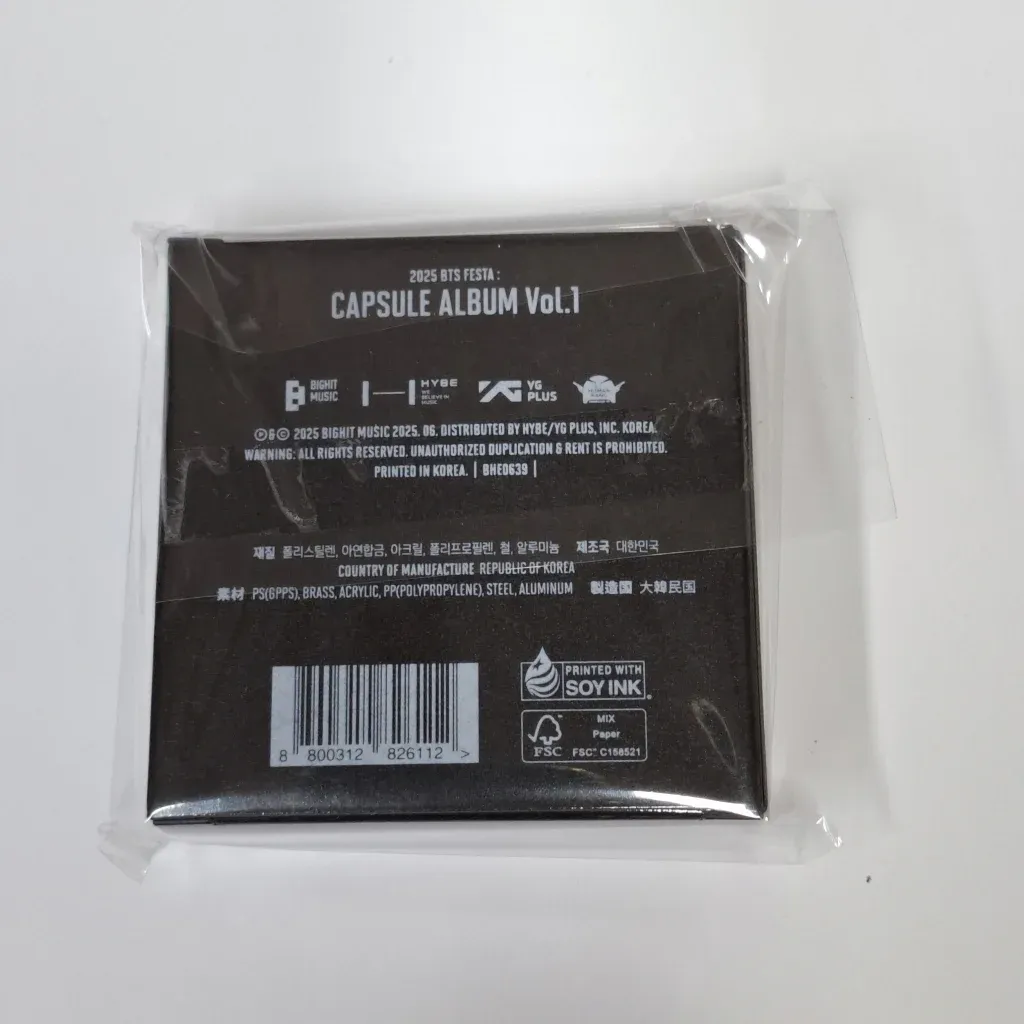 2025 BTS FESTA :
CAPSULE ALBUM Vol.1
BIGHIT MUSIC
HYBE
WE BELIEVE IN MUSIC
YG PLUS
Ⓟ&© 2025 BIGHIT MUSIC 2025. 06. DISTRIBUTED BY HYBE/YG PLUS, INC. KOREA.
WARNING: ALL RIGHTS RESERVED. UNAUTHORIZED DUPLICATION & RENT IS PROHIBITED.
PRINTED IN KOREA. | BHE0639 |
재질 폴리스틸렌, 아연합금, 아크릴, 폴리프로필렌, 철, 알루미늄 제조국 대한민국
COUNTRY OF MANUFACTURE REPUBLIC OF KOREA
素材 PS(GPPS), BRASS, ACRYLIC, PP(POLYPROPYLENE), STEEL, ALUMINUM 製造国 大韓民国
8 800312 826112 >
PRINTED WITH
SOY INK
MIX
Paper
FSC FSC™ C158521